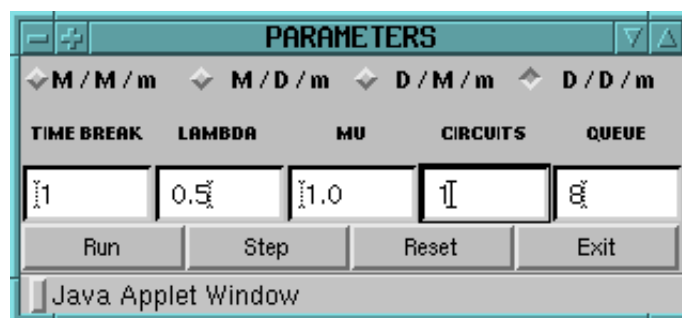 PARAMETERS
M / M / m M / D / m D / M / m D / D / m
TIME BREAK LAMBDA MU CIRCUITS QUEUE
1 0.5 1.0 1 8
Run Step Reset Exit
Java Applet Window